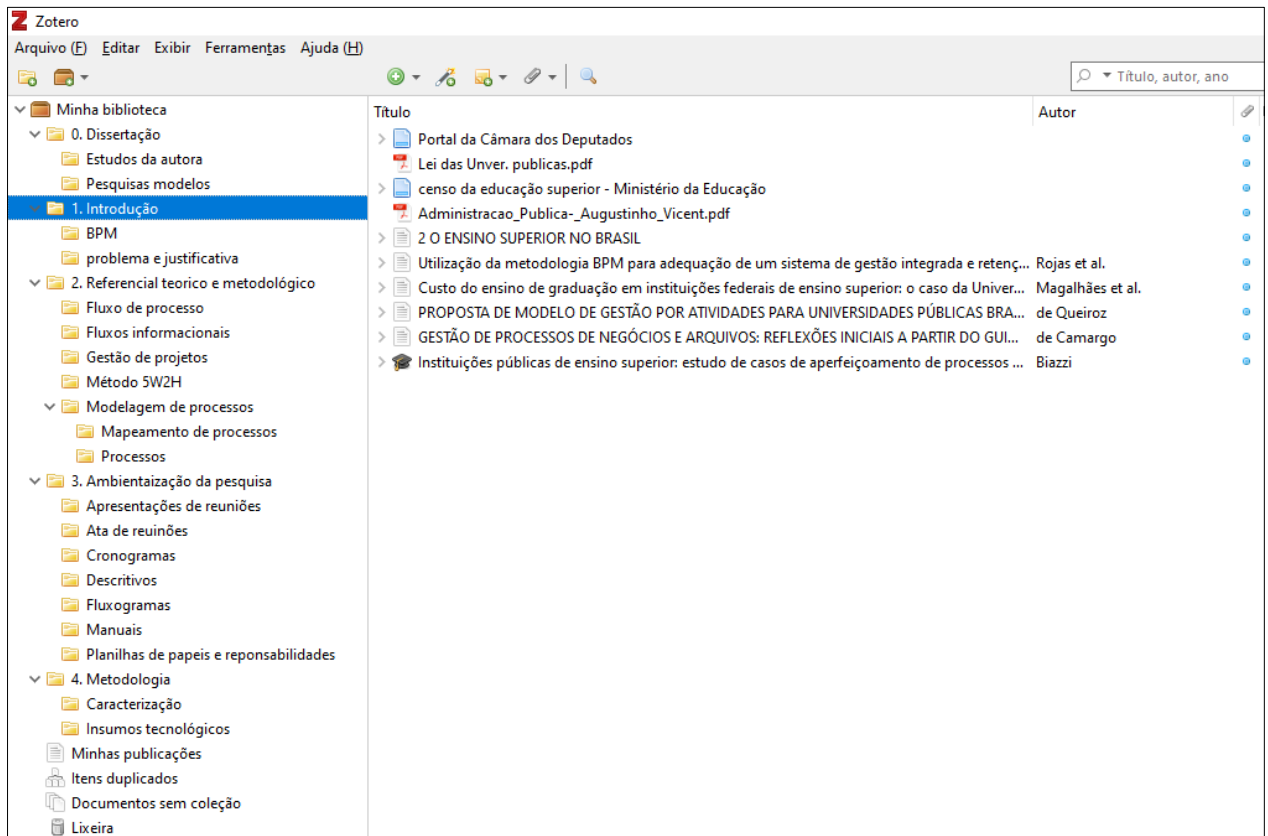 Zotero
Arquivo (F) Editar Exibir Ferramentas Ajuda (H)
Título, autor, ano
Minha biblioteca
0. Dissertação
Estudos da autora
Pesquisas modelos
1. Introdução
BPM
problema e justificativa
2. Referencial teorico e metodológico
Fluxo de processo
Fluxos informacionais
Gestão de projetos
Método 5W2H
Modelagem de processos
Mapeamento de processos
Processos
3. Ambientaização da pesquisa
Apresentações de reuniões
Ata de reuinões
Cronogramas
Descritivos
Fluxogramas
Manuais
Planilhas de papeis e reponsabilidades
4. Metodologia
Caracterização
Insumos tecnológicos
Minhas publicações
Itens duplicados
Documentos sem coleção
Lixeira
Título Autor
Portal da Câmara dos Deputados
Lei das Unver. publicas.pdf
censo da educação superior - Ministério da Educação
Administracao_Publica-_Augustinho_Vicent.pdf
2 O ENSINO SUPERIOR NO BRASIL
Utilização da metodologia BPM para adequação de um sistema de gestão integrada e retenç... Rojas et al.
Custo do ensino de graduação em instituições federais de ensino superior: o caso da Univer... Magalhães et al.
PROPOSTA DE MODELO DE GESTÃO POR ATIVIDADES PARA UNIVERSIDADES PÚBLICAS BRA... de Queiroz
GESTÃO DE PROCESSOS DE NEGÓCIOS E ARQUIVOS: REFLEXÕES INICIAIS A PARTIR DO GUI... de Camargo
Instituições públicas de ensino superior: estudo de casos de aperfeiçoamento de processos ... Biazzi